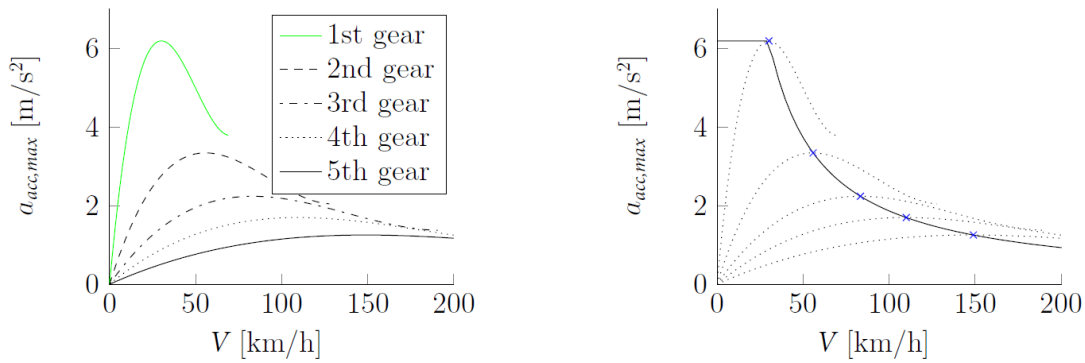 6
4
2
0
a_{acc,max} [m/s²]
1st gear
2nd gear
3rd gear
4th gear
5th gear
0 50 100 150 200
V [km/h]
6
4
2
0
a_{acc,max} [m/s²]
0 50 100 150 200
V [km/h]